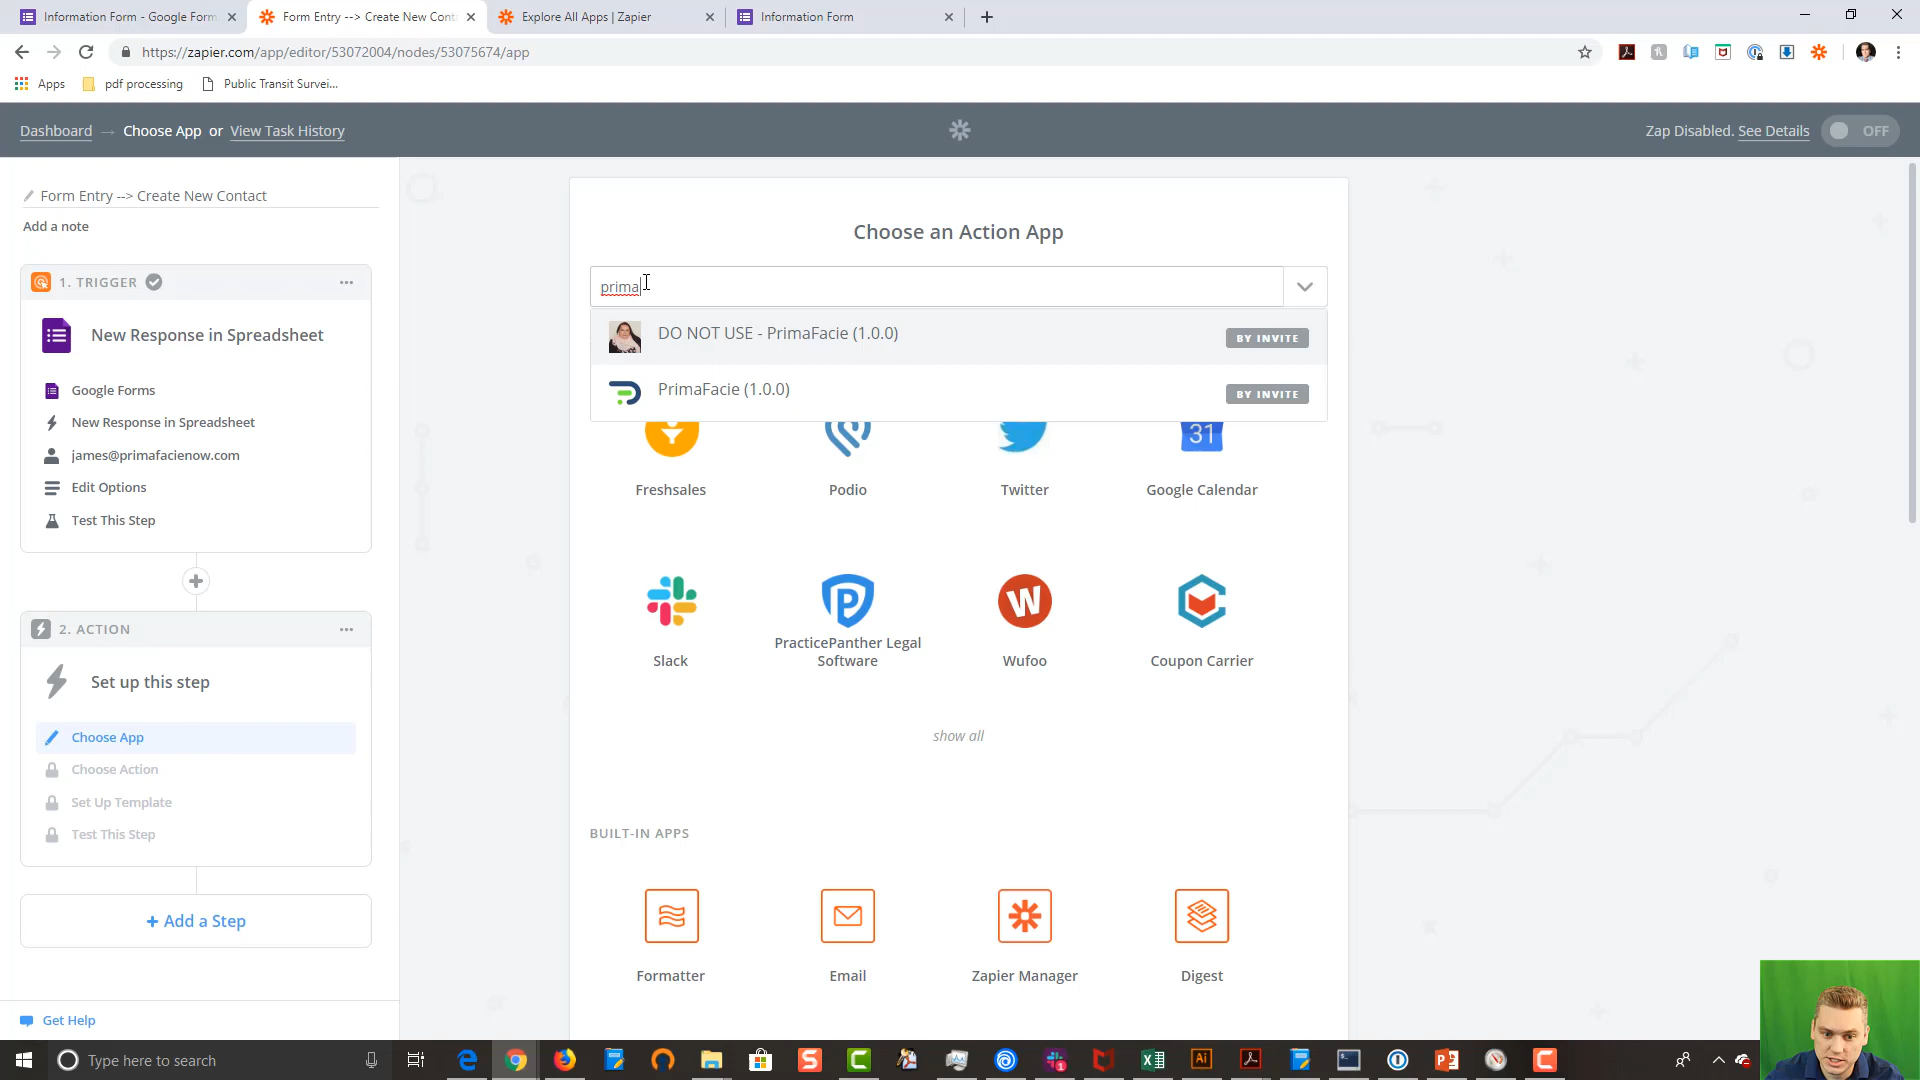 Information Form - Google Form
Form Entry --> Create New Cont
Explore All Apps | Zapier
Information Form
https://zapier.com/app/editor/53072004/nodes/53075674/app
Apps
pdf processing
Public Transit Survei...
Dashboard → Choose App or View Task History
Zap Disabled. See Details
OFF
Form Entry --> Create New Contact
Add a note
1. TRIGGER
New Response in Spreadsheet
Google Forms
New Response in Spreadsheet
james@primafacienow.com
Edit Options
Test This Step
2. ACTION
Set up this step
Choose App
Choose Action
Set Up Template
Test This Step
+ Add a Step
Get Help
Choose an Action App
prima
DO NOT USE - PrimaFacie (1.0.0)
BY INVITE
PrimaFacie (1.0.0)
BY INVITE
31
Freshsales
Podio
Twitter
Google Calendar
Slack
PracticePanther Legal
Software
Wufoo
Coupon Carrier
show all
BUILT-IN APPS
Formatter
Email
Zapier Manager
Digest
Type here to search